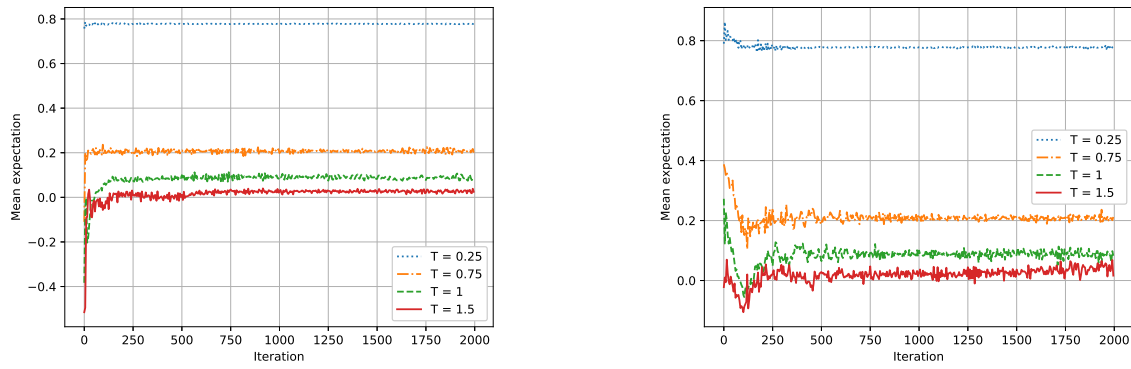 0.8
0.6
0.4
0.2
0.0
−0.2
−0.4
Mean expectation
0 250 500 750 1000 1250 1500 1750 2000
Iteration
T = 0.25
T = 0.75
T = 1
T = 1.5
0.8
0.6
0.4
0.2
0.0
Mean expectation
0 250 500 750 1000 1250 1500 1750 2000
Iteration
T = 0.25
T = 0.75
T = 1
T = 1.5